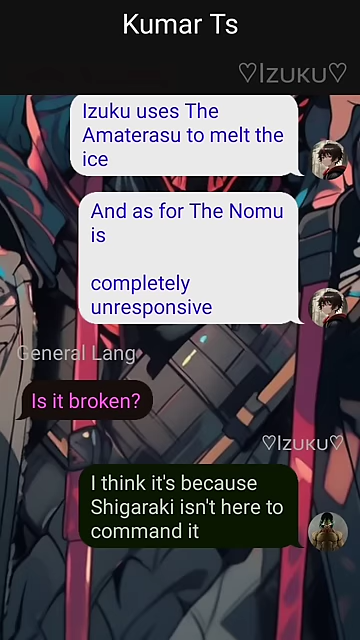 Kumar Ts
♡Izuku♡
Izuku uses The
Amaterasu to melt the
ice
And as for The Nomu
is
completely
unresponsive
General Lang
Is it broken?
♡Izuku♡
I think it's because
Shigaraki isn't here to
command it